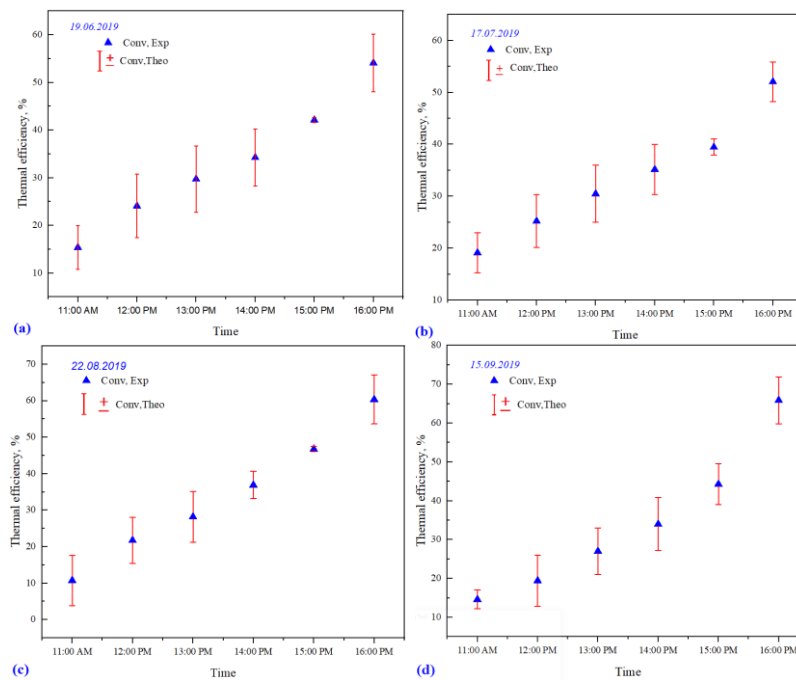 19.06.2019
Conv, Exp
Conv,Theo
Thermal efficiency, %
60
50
40
30
20
10
11:00 AM 12:00 PM 13:00 PM 14:00 PM 15:00 PM 16:00 PM
Time
(a)
17.07.2019
Conv, Exp
Conv,Theo
Thermal efficiency, %
60
50
40
30
20
10
11:00 AM 12:00 PM 13:00 PM 14:00 PM 15:00 PM 16:00 PM
Time
(b)
22.08.2019
Conv, Exp
Conv,Theo
Thermal efficiency, %
70
60
50
40
30
20
10
0
11:00 AM 12:00 PM 13:00 PM 14:00 PM 15:00 PM 16:00 PM
Time
(c)
15.09.2019
Conv, Exp
Conv,Theo
Thermal efficiency, %
80
70
60
50
40
30
20
10
11:00 AM 12:00 PM 13:00 PM 14:00 PM 15:00 PM 16:00 PM
Time
(d)